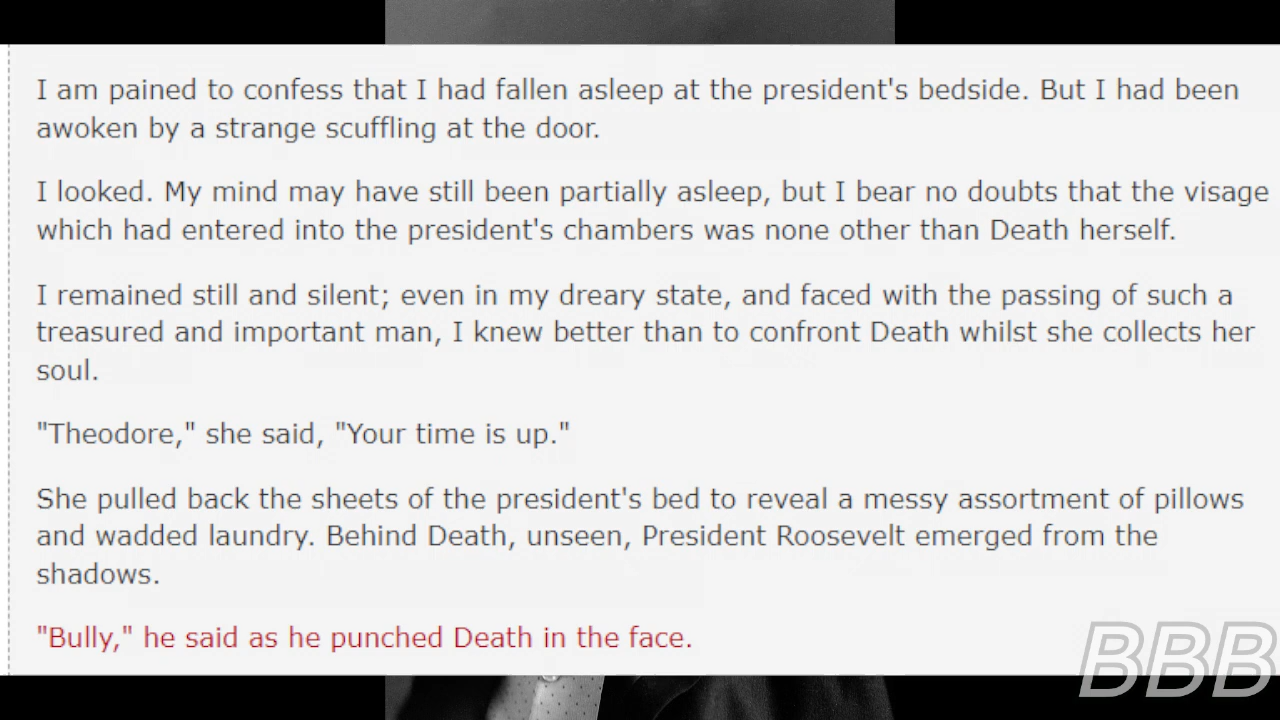 I am pained to confess that I had fallen asleep at the president's bedside. But I had been
awoken by a strange scuffling at the door.
I looked. My mind may have still been partially asleep, but I bear no doubts that the visage
which had entered into the president's chambers was none other than Death herself.
I remained still and silent; even in my dreary state, and faced with the passing of such a
treasured and important man, I knew better than to confront Death whilst she collects her
soul.
"Theodore," she said, "Your time is up."
She pulled back the sheets of the president's bed to reveal a messy assortment of pillows
and wadded laundry. Behind Death, unseen, President Roosevelt emerged from the
shadows.
"Bully," he said as he punched Death in the face.
BBB